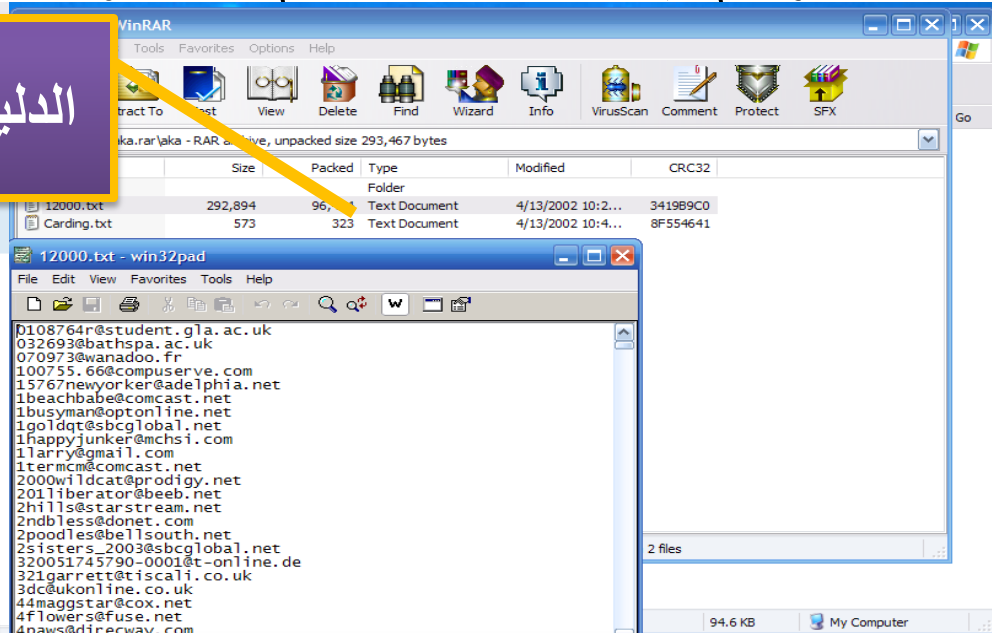 WinRAR
Tools Favorites Options Help
View Delete Find Wizard Info VirusScan Comment Protect SFX
Go
RAR archive, unpacked size 293,467 bytes
Size Packed Type Modified CRC32
Folder
12000.txt 292,894 Text Document 4/13/2002 10:2... 3419B9C0
Carding.txt 573 323 Text Document 4/13/2002 10:4... 8F554641
12000.txt - win32pad
File Edit View Favorites Tools Help
0108764r@student.gla.ac.uk
032693@bathspa.ac.uk
070973@wanadoo.fr
100755.66@compuserve.com
15767newyorker@adelphia.net
1beachbabe@comcast.net
1busyman@optonline.net
1goldqt@sbcglobal.net
1happyjunker@mchsi.com
1larry@gmail.com
1termcm@comcast.net
2000wildcat@prodigy.net
201liberator@beeb.net
2hills@starstream.net
2ndbless@donet.com
2poodles@bellsouth.net
2sisters_2003@sbcglobal.net
320051745790-0001@t-online.de
321garrett@tiscali.co.uk
3dc@ukonline.co.uk
44maggstar@cox.net
4flowers@fuse.net
4paws@direcway.com
2 files
94.6 KB My Computer